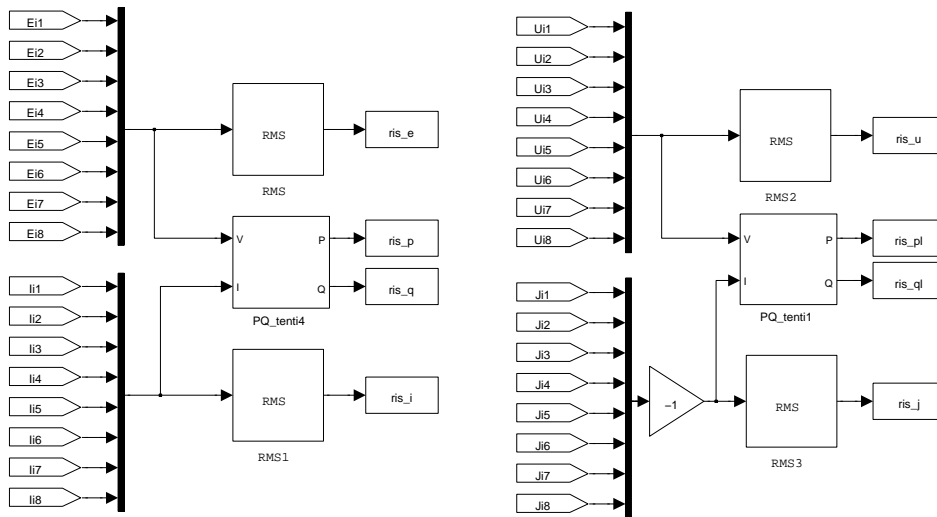 Ei1
Ei2
Ei3
Ei4
Ei5
Ei6
Ei7
Ei8
RMS
ris_e
RMS
V
I
P
Q
ris_p
ris_q
PQ_tenti4
Ii1
Ii2
Ii3
Ii4
Ii5
Ii6
Ii7
Ii8
RMS
ris_i
RMS1
Ui1
Ui2
Ui3
Ui4
Ui5
Ui6
Ui7
Ui8
RMS
ris_u
RMS2
V
I
P
Q
ris_pl
ris_ql
PQ_tenti1
Ji1
Ji2
Ji3
Ji4
Ji5
Ji6
Ji7
Ji8
−1
RMS
ris_j
RMS3